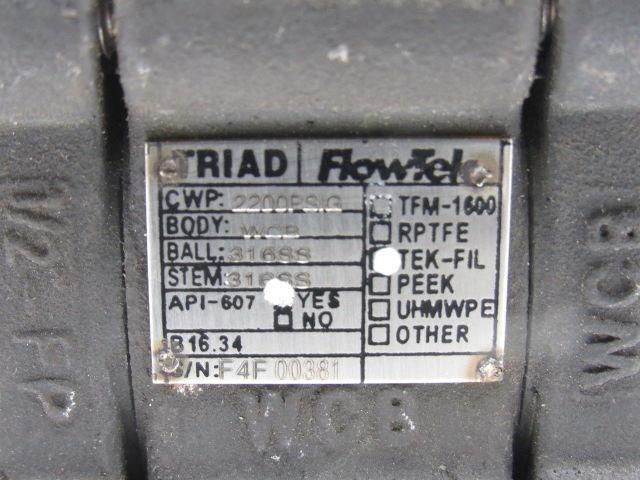 TRIAD FlowTek
CWP: 2200PSIG
BODY: WCB
BALL: 316SS
STEM: 316SS
API-607 YES
NO
B16.34
S/N: F4F 00381
TFM-1600
RPTFE
TEK-FIL
PEEK
UHMWPE
OTHER
WCB
1/2 - FP
WCB